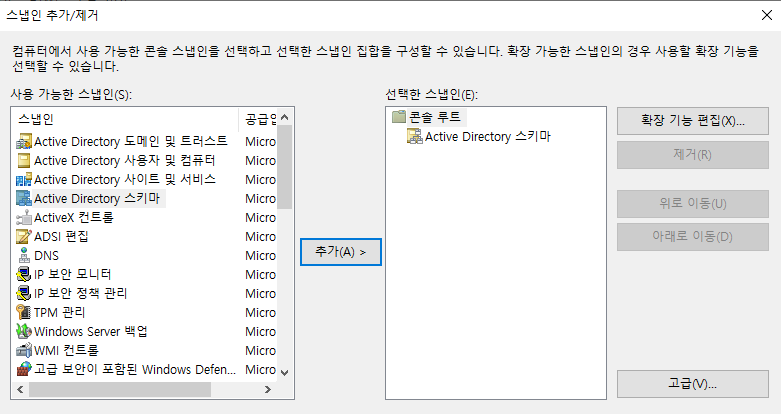 스냅인 추가/제거
컴퓨터에서 사용 가능한 콘솔 스냅인을 선택하고 선택한 스냅인 집합을 구성할 수 있습니다. 확장 가능한 스냅인의 경우 사용할 확장 기능을
선택할 수 있습니다.
사용 가능한 스냅인(S):
스냅인 공급인
Active Directory 도메인 및 트러스트 Micro
Active Directory 사용자 및 컴퓨터 Micro
Active Directory 사이트 및 서비스 Micro
Active Directory 스키마 Micro
ActiveX 컨트롤 Micro
ADSI 편집 Micro
DNS Micro
IP 보안 모니터 Micro
IP 보안 정책 관리 Micro
TPM 관리 Micro
Windows Server 백업 Micro
WMI 컨트롤 Micro
고급 보안이 포함된 Windows Defen... Micro
추가(A) >
선택한 스냅인(E):
콘솔 루트
Active Directory 스키마
확장 기능 편집(X)...
제거(R)
위로 이동(U)
아래로 이동(D)
고급(V)...